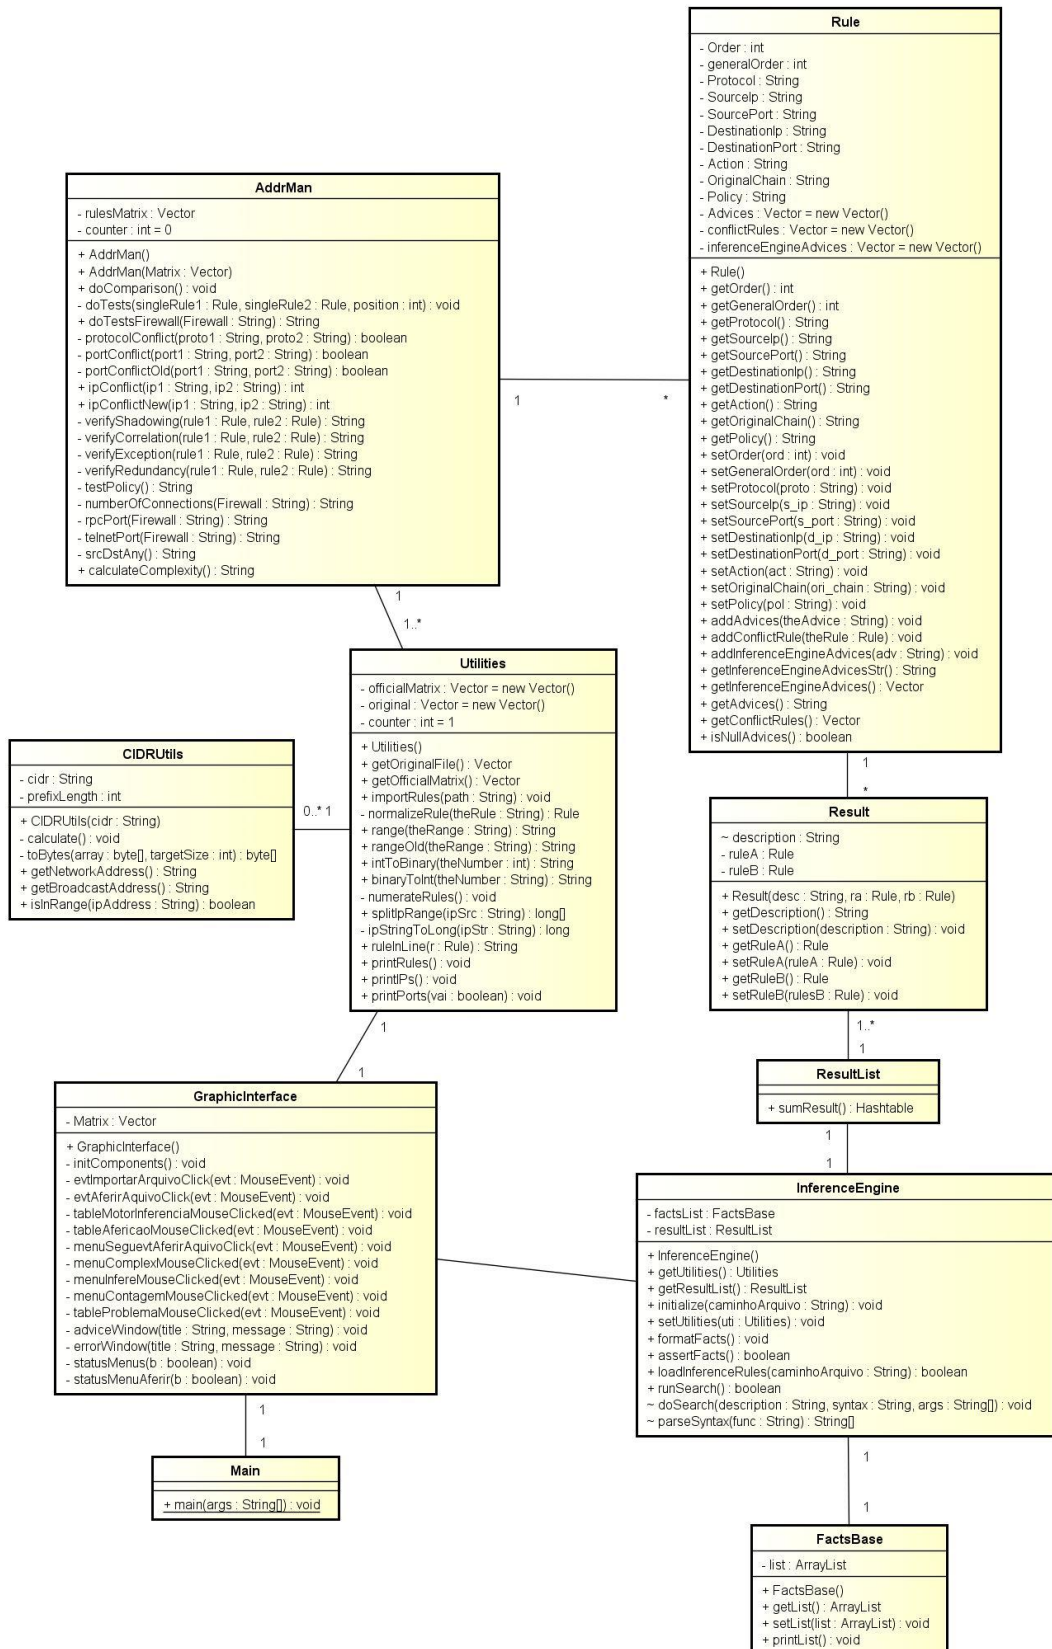 Rule
- Order : int
- generalOrder : int
- Protocol : String
- SourceIp : String
- SourcePort : String
- DestinationIp : String
- DestinationPort : String
- Action : String
- OriginalChain : String
- Policy : String
- Advices : Vector = new Vector()
- conflictRules : Vector = new Vector()
- inferenceEngineAdvices : Vector = new Vector()
+ Rule()
+ getOrder() : int
+ getGeneralOrder() : int
+ getProtocol() : String
+ getSourceIp() : String
+ getSourcePort() : String
+ getDestinationIp() : String
+ getDestinationPort() : String
+ getAction() : String
+ getOriginalChain() : String
+ getPolicy() : String
+ setOrder(ord : int) : void
+ setGeneralOrder(ord : int) : void
+ setProtocol(proto : String) : void
+ setSourceIp(s_ip : String) : void
+ setSourcePort(s_port : String) : void
+ setDestinationIp(d_ip : String) : void
+ setDestinationPort(d_port : String) : void
+ setAction(act : String) : void
+ setOriginalChain(ori_chain : String) : void
+ setPolicy(pol : String) : void
+ addAdvices(theAdvice : String) : void
+ addConflictRule(theRule : Rule) : void
+ addInferenceEngineAdvices(adv : String) : void
+ getInferenceEngineAdvicesStr() : String
+ getInferenceEngineAdvices() : Vector
+ getAdvices() : String
+ getConflictRules() : Vector
+ isNullAdvices() : boolean
AddrMan
- rulesMatrix : Vector
- counter : int = 0
+ AddrMan()
+ AddrMan(Matrix : Vector)
+ doComparison() : void
- doTests(singleRule1 : Rule, singleRule2 : Rule, position : int) : void
+ doTestsFirewall(Firewall : String) : String
- protocolConflict(proto1 : String, proto2 : String) : boolean
- portConflict(port1 : String, port2 : String) : boolean
- portConflictOld(port1 : String, port2 : String) : boolean
+ ipConflict(ip1 : String, ip2 : String) : int
+ ipConflictNew(ip1 : String, ip2 : String) : int
- verifyShadowing(rule1 : Rule, rule2 : Rule) : String
- verifyCorrelation(rule1 : Rule, rule2 : Rule) : String
- verifyException(rule1 : Rule, rule2 : Rule) : String
- verifyRedundancy(rule1 : Rule, rule2 : Rule) : String
- testPolicy() : String
- numberOfConnections(Firewall : String) : String
- rpcPort(Firewall : String) : String
- telnetPort(Firewall : String) : String
- srcDstAny() : String
+ calculateComplexity() : String
1
*
1
1..*
Utilities
- officialMatrix : Vector = new Vector()
- original : Vector = new Vector()
- counter : int = 1
+ Utilities()
+ getOriginalFile() : Vector
+ getOfficialMatrix() : Vector
+ importRules(path : String) : void
- normalizeRule(theRule : String) : Rule
+ range(theRange : String) : String
+ rangeOld(theRange : String) : String
+ intToBinary(theNumber : int) : String
+ binaryToInt(theNumber : String) : String
- numerateRules() : void
+ splitIpRange(ipSrc : String) : long[]
- ipStringToLong(ipStr : String) : long
+ ruleInLine(r : Rule) : String
+ printRules() : void
+ printIPs() : void
+ printPorts(vai : boolean) : void
CIDRUtils
- cidr : String
- prefixLength : int
+ CIDRUtils(cidr : String)
- calculate() : void
- toBytes(array : byte[], targetSize : int) : byte[]
+ getNetworkAddress() : String
+ getBroadcastAddress() : String
+ isInRange(ipAddress : String) : boolean
0..* 1
1
*
Result
~ description : String
- ruleA : Rule
- ruleB : Rule
+ Result(desc : String, ra : Rule, rb : Rule)
+ getDescription() : String
+ setDescription(description : String) : void
+ getRuleA() : Rule
+ setRuleA(ruleA : Rule) : void
+ getRuleB() : Rule
+ setRuleB(rulesB : Rule) : void
1..*
1
ResultList
+ sumResult() : Hashtable
1
1
1
1
GraphicInterface
- Matrix : Vector
+ GraphicInterface()
- initComponents() : void
- evtImportarArquivoClick(evt : MouseEvent) : void
- evtAferirAquivoClick(evt : MouseEvent) : void
- tableMotorInferenciaMouseClicked(evt : MouseEvent) : void
- tableAfericaoMouseClicked(evt : MouseEvent) : void
- menuSeguevtAferirAquivoClick(evt : MouseEvent) : void
- menuComplexMouseClicked(evt : MouseEvent) : void
- menuInfereMouseClicked(evt : MouseEvent) : void
- menuContagemMouseClicked(evt : MouseEvent) : void
- tableProblemaMouseClicked(evt : MouseEvent) : void
- adviceWindow(title : String, message : String) : void
- errorWindow(title : String, message : String) : void
- statusMenus(b : boolean) : void
- statusMenuAferir(b : boolean) : void
InferenceEngine
- factsList : FactsBase
- resultList : ResultList
+ InferenceEngine()
+ getUtilities() : Utilities
+ getResultList() : ResultList
+ initialize(caminhoArquivo : String) : void
+ setUtilities(uti : Utilities) : void
+ formatFacts() : void
+ assertFacts() : boolean
+ loadInferenceRules(caminhoArquivo : String) : boolean
+ runSearch() : boolean
~ doSearch(description : String, syntax : String, args : String[]) : void
~ parseSyntax(func : String) : String[]
1
1
Main
+ main(args : String[]) : void
1
1
FactsBase
- list : ArrayList
+ FactsBase()
+ getList() : ArrayList
+ setList(list : ArrayList) : void
+ printList() : void